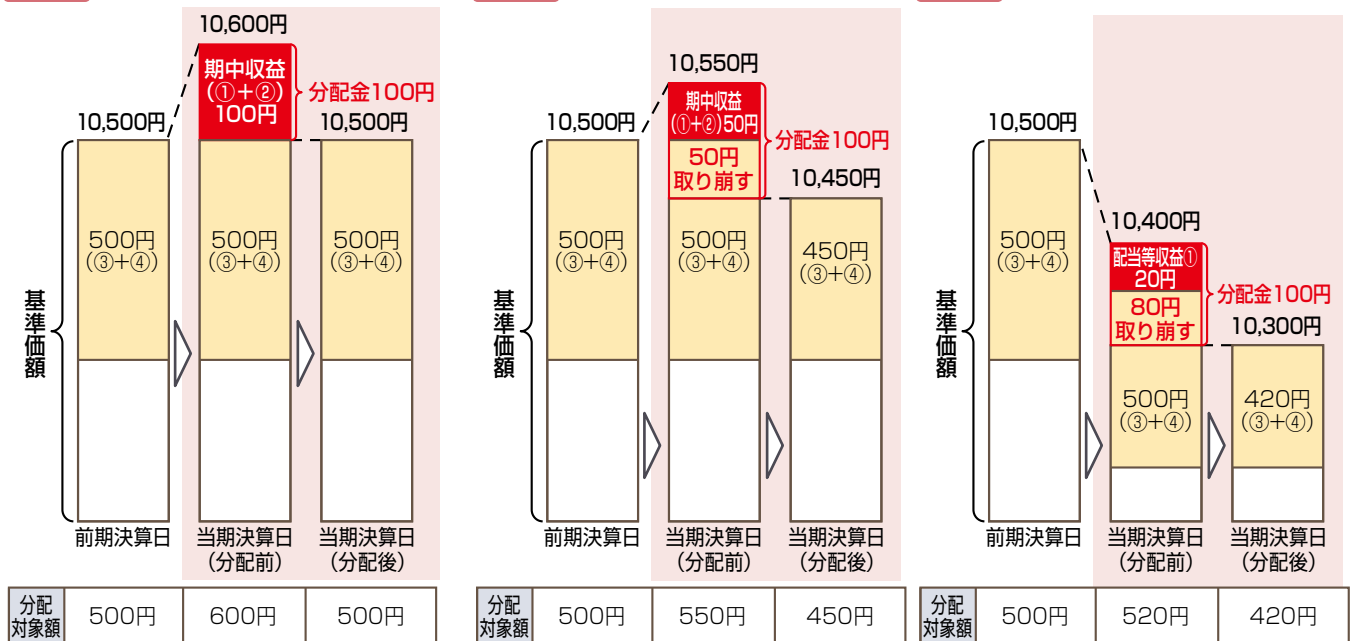 10,600円
期中収益
(①+②)
100円
分配金100円
10,500円
10,500円
500円
(③+④)
500円
(③+④)
500円
(③+④)
基準価額
前期決算日
当期決算日
(分配前)
当期決算日
(分配後)
分配
対象額
500円
600円
500円
10,550円
期中収益
(①+②)50円
分配金100円
10,500円
50円
取り崩す
10,450円
500円
(③+④)
500円
(③+④)
450円
(③+④)
基準価額
前期決算日
当期決算日
(分配前)
当期決算日
(分配後)
分配
対象額
500円
550円
450円
10,500円
10,400円
配当等収益①
20円
分配金100円
80円
取り崩す
10,300円
500円
(③+④)
500円
(③+④)
420円
(③+④)
基準価額
前期決算日
当期決算日
(分配前)
当期決算日
(分配後)
分配
対象額
500円
520円
420円